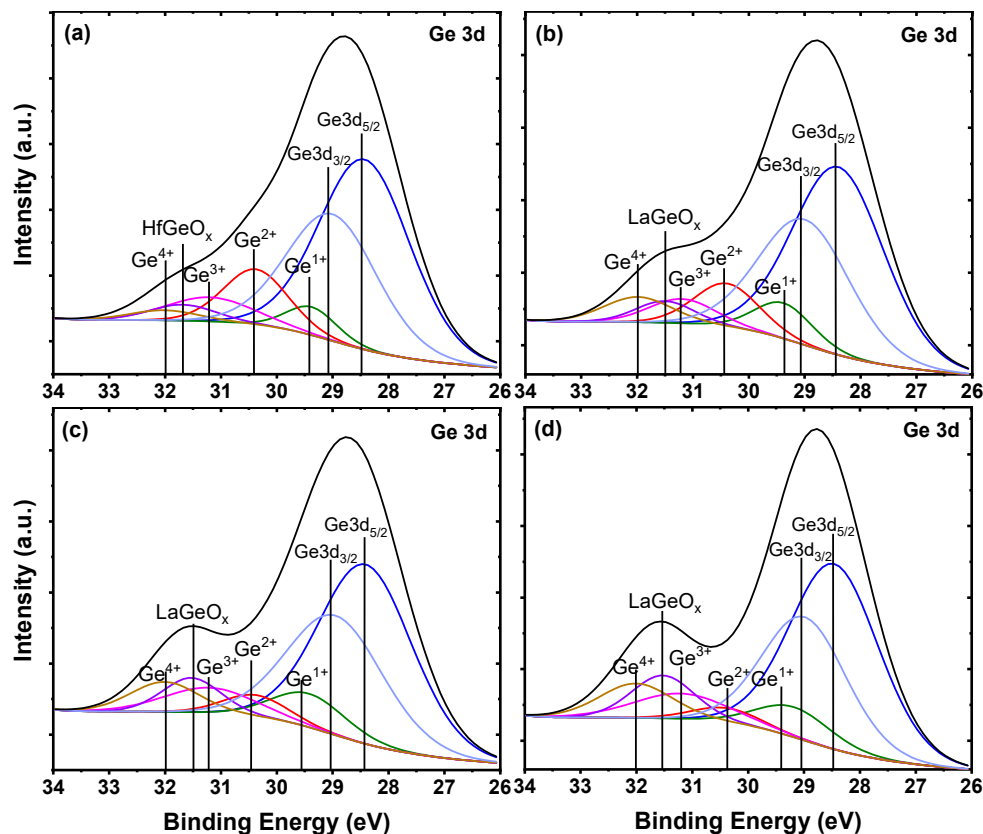 (a)
Ge 3d
Ge3d5/2
Ge3d3/2
HfGeOx
Ge4+
Ge3+
Ge2+
Ge1+
34 33 32 31 30 29 28 27 26
Intensity (a.u.)
(b)
Ge 3d
Ge3d5/2
Ge3d3/2
LaGeOx
Ge4+
Ge3+
Ge2+
Ge1+
34 33 32 31 30 29 28 27 26
(c)
Ge 3d
Ge3d5/2
Ge3d3/2
LaGeOx
Ge4+
Ge3+
Ge2+
Ge1+
34 33 32 31 30 29 28 27 26
Intensity (a.u.)
Binding Energy (eV)
(d)
Ge 3d
Ge3d5/2
Ge3d3/2
LaGeOx
Ge4+
Ge3+
Ge2+
Ge1+
34 33 32 31 30 29 28 27 26
Binding Energy (eV)